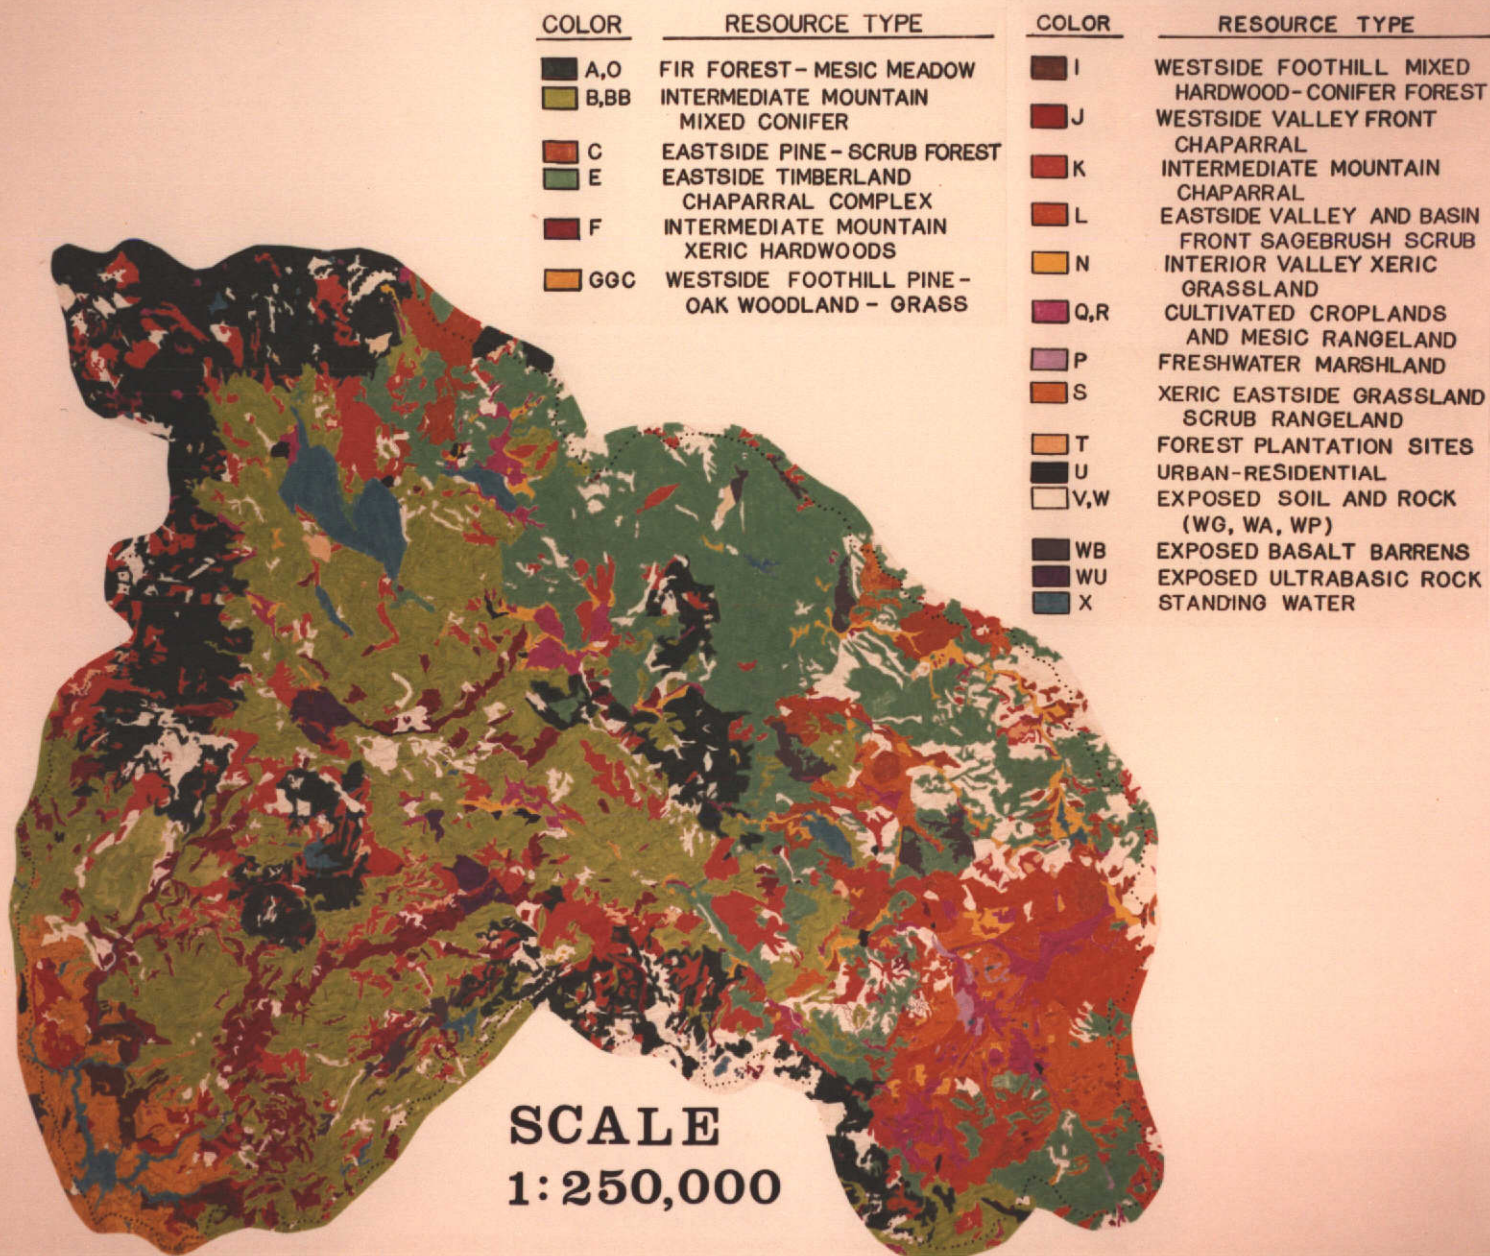 COLOR RESOURCE TYPE
A,O FIR FOREST-MESIC MEADOW
B,BB INTERMEDIATE MOUNTAIN
MIXED CONIFER
C EASTSIDE PINE-SCRUB FOREST
E EASTSIDE TIMBERLAND
CHAPARRAL COMPLEX
F INTERMEDIATE MOUNTAIN
XERIC HARDWOODS
GGC WESTSIDE FOOTHILL PINE-
OAK WOODLAND - GRASS
COLOR RESOURCE TYPE
I WESTSIDE FOOTHILL MIXED
HARDWOOD-CONIFER FOREST
J WESTSIDE VALLEY FRONT
CHAPARRAL
K INTERMEDIATE MOUNTAIN
CHAPARRAL
L EASTSIDE VALLEY AND BASIN
FRONT SAGEBRUSH SCRUB
N INTERIOR VALLEY XERIC
GRASSLAND
Q,R CULTIVATED CROPLANDS
AND MESIC RANGELAND
P FRESHWATER MARSHLAND
S XERIC EASTSIDE GRASSLAND
SCRUB RANGELAND
T FOREST PLANTATION SITES
U URBAN-RESIDENTIAL
V,W EXPOSED SOIL AND ROCK
(WG, WA, WP)
WB EXPOSED BASALT BARRENS
WU EXPOSED ULTRABASIC ROCK
X STANDING WATER
SCALE
1:250,000